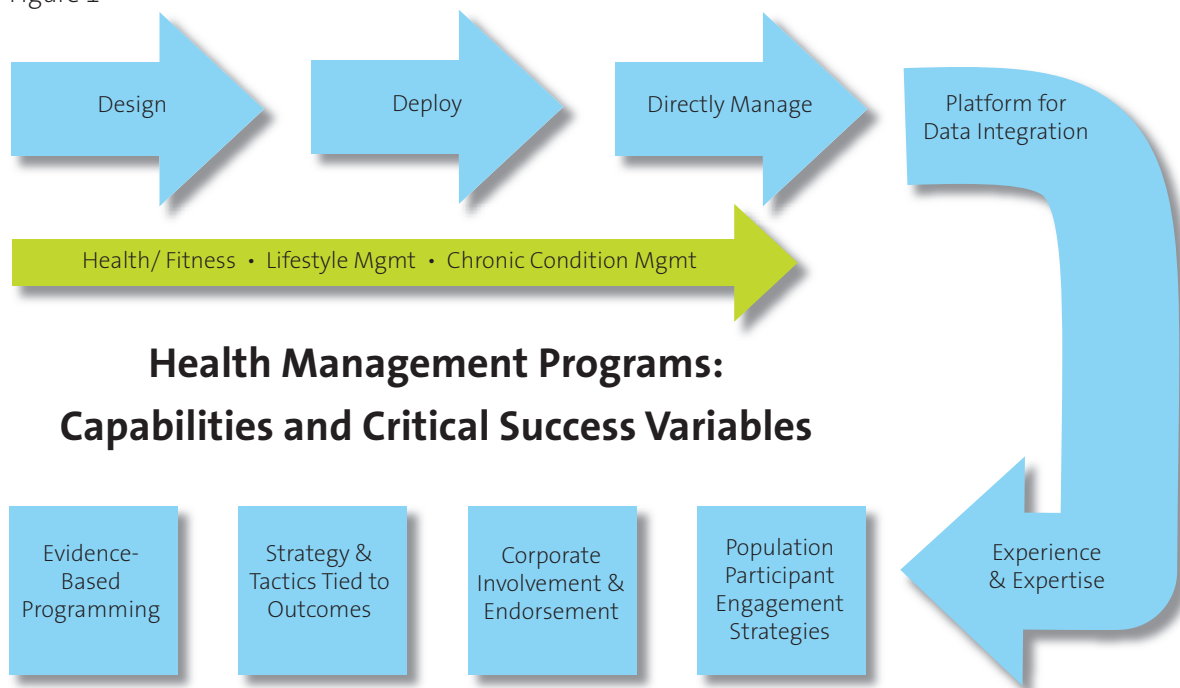 Figure 1
Design
Deploy
Directly Manage
Platform for
Data Integration
Health/ Fitness • Lifestyle Mgmt • Chronic Condition Mgmt
Health Management Programs:
Capabilities and Critical Success Variables
Evidence-
Based
Programming
Strategy &
Tactics Tied to
Outcomes
Corporate
Involvement &
Endorsement
Population
Participant
Engagement
Strategies
Experience
& Expertise